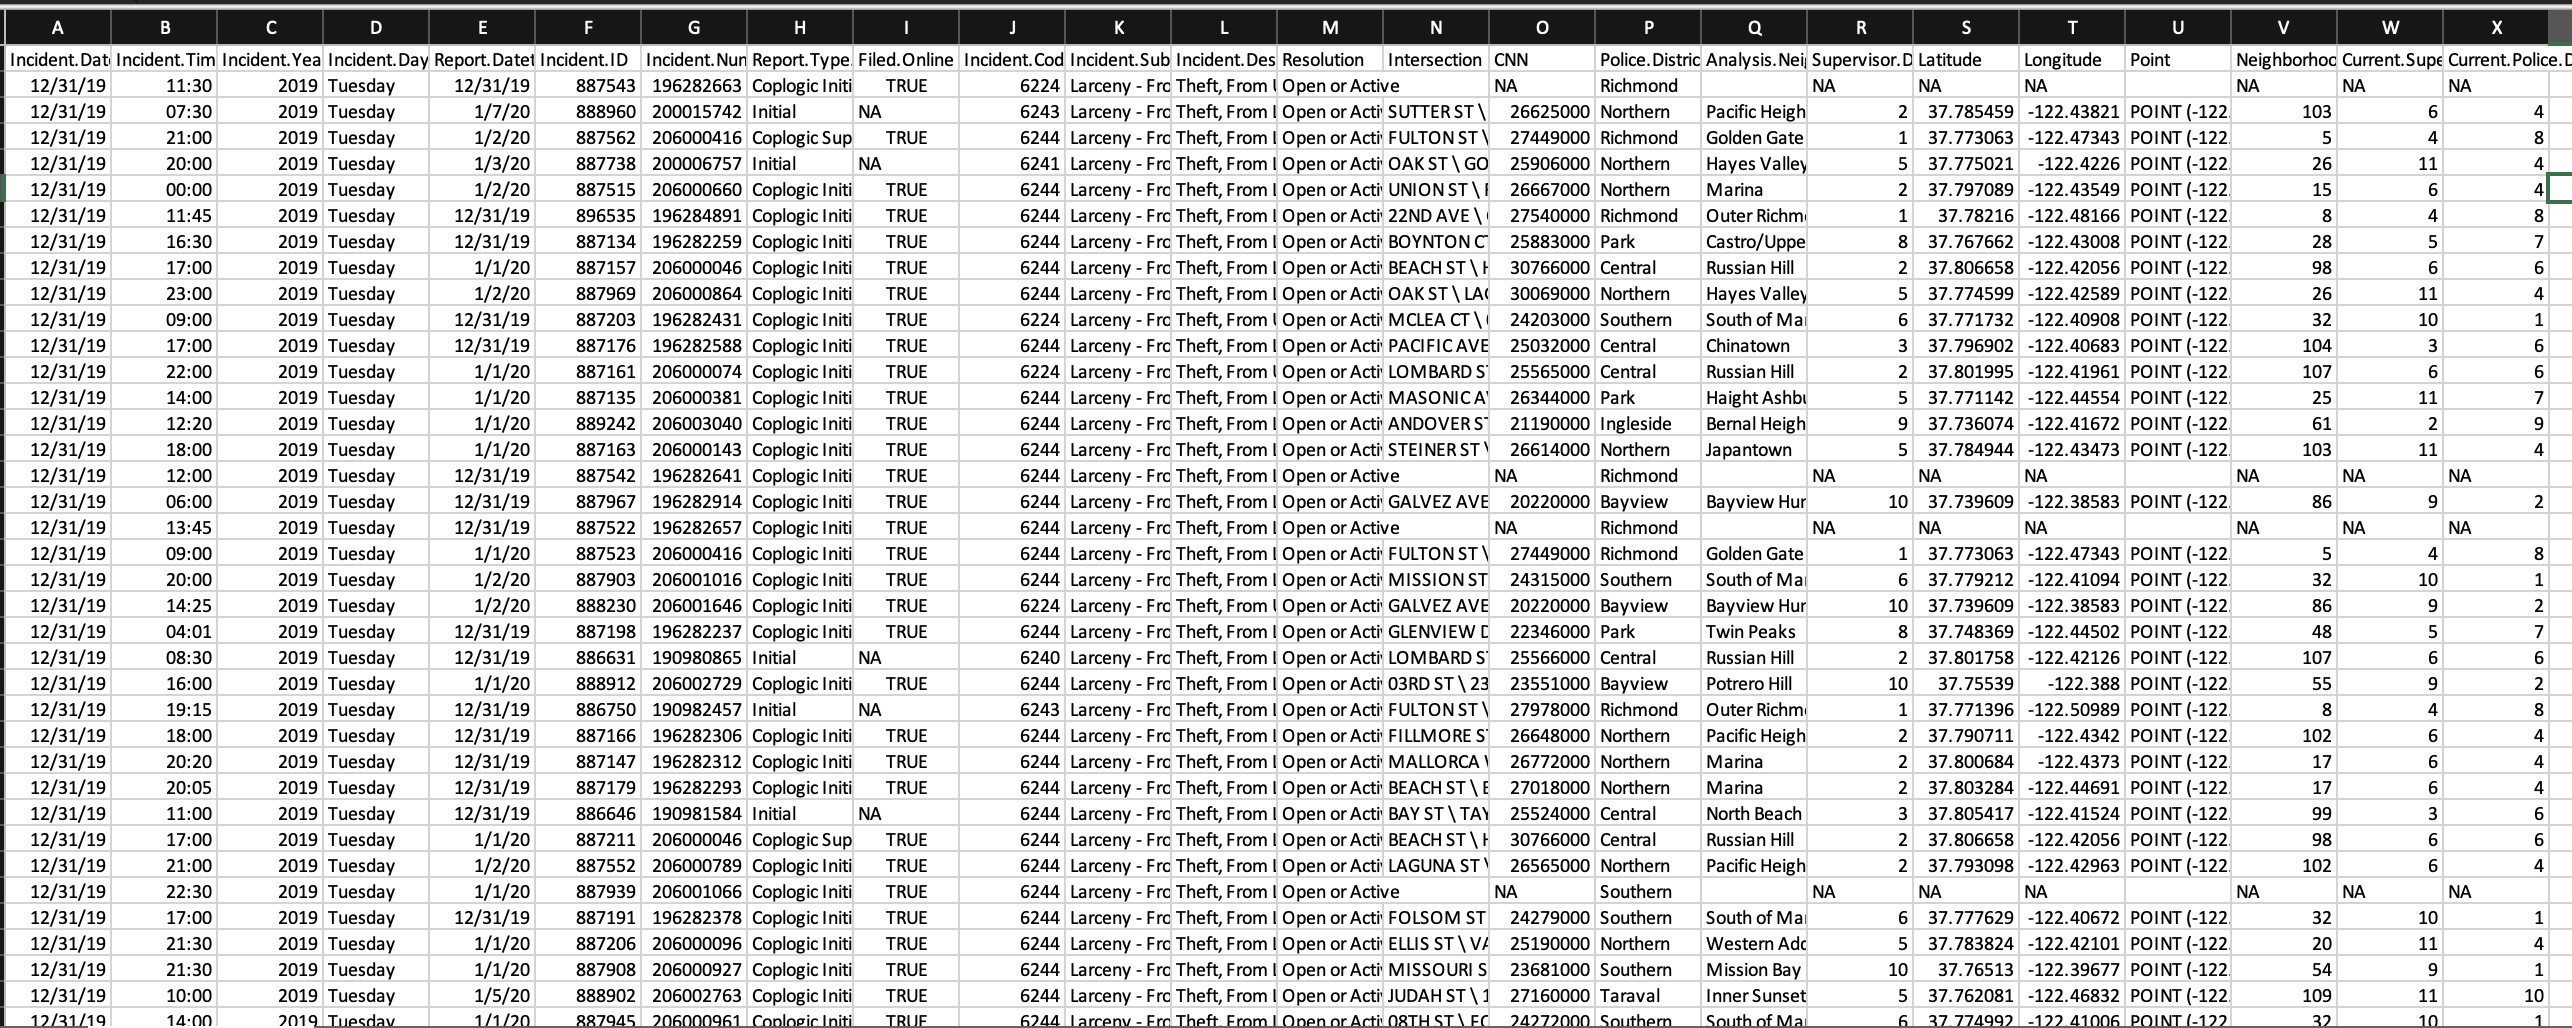 A B C D E F G H I J K L M N O P Q R S T U V W X
Incident.Dat Incident.Tim Incident.Yea Incident.Day Report.Datet Incident.ID Incident.Nun Report.Type. Filed.Online Incident.Cod Incident.Sub Incident.Des Resolution Intersection CNN Police.Distric Analysis.Nei Supervisor.D Latitude Longitude Point Neighborhoo Current.Supe Current.Police.D
12/31/19 11:30 2019 Tuesday 12/31/19 887543 196282663 Coplogic Initi TRUE 6224 Larceny - Fro Theft, From U Open or Active NA Richmond NA NA NA NA NA NA
12/31/19 07:30 2019 Tuesday 1/7/20 888960 200015742 Initial NA 6243 Larceny - Fro Theft, From L Open or Acti SUTTER ST \ 26625000 Northern Pacific Heigh 2 37.785459 -122.43821 POINT (-122. 103 6 4
12/31/19 21:00 2019 Tuesday 1/2/20 887562 206000416 Coplogic Sup TRUE 6244 Larceny - Fro Theft, From L Open or Acti FULTON ST \ 27449000 Richmond Golden Gate 1 37.773063 -122.47343 POINT (-122. 5 4 8
12/31/19 20:00 2019 Tuesday 1/3/20 887738 200006757 Initial NA 6241 Larceny - Fro Theft, From L Open or Acti OAK ST \ GO 25906000 Northern Hayes Valley 5 37.775021 -122.4226 POINT (-122. 26 11 4
12/31/19 00:00 2019 Tuesday 1/2/20 887515 206000660 Coplogic Initi TRUE 6244 Larceny - Fro Theft, From L Open or Acti UNION ST \ 26667000 Northern Marina 2 37.797089 -122.43549 POINT (-122. 15 6 4
12/31/19 11:45 2019 Tuesday 12/31/19 896535 196284891 Coplogic Initi TRUE 6244 Larceny - Fro Theft, From L Open or Acti 22ND AVE \ 27540000 Richmond Outer Richm 1 37.78216 -122.48166 POINT (-122. 8 4 8
12/31/19 16:30 2019 Tuesday 12/31/19 887134 196282259 Coplogic Initi TRUE 6244 Larceny - Fro Theft, From L Open or Acti BOYNTON C 25883000 Park Castro/Uppe 8 37.767662 -122.43008 POINT (-122. 28 5 7
12/31/19 17:00 2019 Tuesday 1/1/20 887157 206000046 Coplogic Initi TRUE 6244 Larceny - Fro Theft, From L Open or Acti BEACH ST \ H 30766000 Central Russian Hill 2 37.806658 -122.42056 POINT (-122. 98 6 6
12/31/19 23:00 2019 Tuesday 1/2/20 887969 206000864 Coplogic Initi TRUE 6244 Larceny - Fro Theft, From L Open or Acti OAK ST \ LAG 30069000 Northern Hayes Valley 5 37.774599 -122.42589 POINT (-122. 26 11 4
12/31/19 09:00 2019 Tuesday 12/31/19 887203 196282431 Coplogic Initi TRUE 6224 Larceny - Fro Theft, From U Open or Acti MCLEA CT \ 24203000 Southern South of Mar 6 37.771732 -122.40908 POINT (-122. 32 10 1
12/31/19 17:00 2019 Tuesday 12/31/19 887176 196282588 Coplogic Initi TRUE 6244 Larceny - Fro Theft, From L Open or Acti PACIFIC AVE 25032000 Central Chinatown 3 37.796902 -122.40683 POINT (-122. 104 3 6
12/31/19 22:00 2019 Tuesday 1/1/20 887161 206000074 Coplogic Initi TRUE 6224 Larceny - Fro Theft, From U Open or Acti LOMBARD S 25565000 Central Russian Hill 2 37.801995 -122.41961 POINT (-122. 107 6 6
12/31/19 14:00 2019 Tuesday 1/1/20 887135 206000381 Coplogic Initi TRUE 6244 Larceny - Fro Theft, From L Open or Acti MASONIC A 26344000 Park Haight Ashbu 5 37.771142 -122.44554 POINT (-122. 25 11 7
12/31/19 12:20 2019 Tuesday 1/1/20 889242 206003040 Coplogic Initi TRUE 6244 Larceny - Fro Theft, From L Open or Acti ANDOVER S 21190000 Ingleside Bernal Heigh 9 37.736074 -122.41672 POINT (-122. 61 2 9
12/31/19 18:00 2019 Tuesday 1/1/20 887163 206000143 Coplogic Initi TRUE 6244 Larceny - Fro Theft, From L Open or Acti STEINER ST \ 26614000 Northern Japantown 5 37.784944 -122.43473 POINT (-122. 103 11 4
12/31/19 12:00 2019 Tuesday 12/31/19 887542 196282641 Coplogic Initi TRUE 6244 Larceny - Fro Theft, From L Open or Active NA Richmond NA NA NA NA NA NA
12/31/19 06:00 2019 Tuesday 12/31/19 887967 196282914 Coplogic Initi TRUE 6244 Larceny - Fro Theft, From L Open or Acti GALVEZ AVE 20220000 Bayview Bayview Hun 10 37.739609 -122.38583 POINT (-122. 86 9 2
12/31/19 13:45 2019 Tuesday 12/31/19 887522 196282657 Coplogic Initi TRUE 6244 Larceny - Fro Theft, From L Open or Active NA Richmond NA NA NA NA NA NA
12/31/19 09:00 2019 Tuesday 1/1/20 887523 206000416 Coplogic Initi TRUE 6244 Larceny - Fro Theft, From L Open or Acti FULTON ST \ 27449000 Richmond Golden Gate 1 37.773063 -122.47343 POINT (-122. 5 4 8
12/31/19 20:00 2019 Tuesday 1/2/20 887903 206001016 Coplogic Initi TRUE 6244 Larceny - Fro Theft, From L Open or Acti MISSION ST 24315000 Southern South of Mar 6 37.779212 -122.41094 POINT (-122. 32 10 1
12/31/19 14:25 2019 Tuesday 1/2/20 888230 206001646 Coplogic Initi TRUE 6224 Larceny - Fro Theft, From U Open or Acti GALVEZ AVE 20220000 Bayview Bayview Hun 10 37.739609 -122.38583 POINT (-122. 86 9 2
12/31/19 04:01 2019 Tuesday 12/31/19 887198 196282237 Coplogic Initi TRUE 6244 Larceny - Fro Theft, From L Open or Acti GLENVIEW D 22346000 Park Twin Peaks 8 37.748369 -122.44502 POINT (-122. 48 5 7
12/31/19 08:30 2019 Tuesday 12/31/19 886631 190980865 Initial NA 6240 Larceny - Fro Theft, From L Open or Acti LOMBARD S 25566000 Central Russian Hill 2 37.801758 -122.42126 POINT (-122. 107 6 6
12/31/19 16:00 2019 Tuesday 1/1/20 888912 206002729 Coplogic Initi TRUE 6244 Larceny - Fro Theft, From L Open or Acti 03RD ST \ 23 23551000 Bayview Potrero Hill 10 37.75539 -122.388 POINT (-122. 55 9 2
12/31/19 19:15 2019 Tuesday 12/31/19 886750 190982457 Initial NA 6243 Larceny - Fro Theft, From L Open or Acti FULTON ST \ 27978000 Richmond Outer Richm 1 37.771396 -122.50989 POINT (-122. 8 4 8
12/31/19 18:00 2019 Tuesday 12/31/19 887166 196282306 Coplogic Initi TRUE 6244 Larceny - Fro Theft, From L Open or Acti FILLMORE S 26648000 Northern Pacific Heigh 2 37.790711 -122.4342 POINT (-122. 102 6 4
12/31/19 20:20 2019 Tuesday 12/31/19 887147 196282312 Coplogic Initi TRUE 6244 Larceny - Fro Theft, From L Open or Acti MALLORCA 26772000 Northern Marina 2 37.800684 -122.4373 POINT (-122. 17 6 4
12/31/19 20:05 2019 Tuesday 12/31/19 887179 196282293 Coplogic Initi TRUE 6244 Larceny - Fro Theft, From L Open or Acti BEACH ST \ 27018000 Northern Marina 2 37.803284 -122.44691 POINT (-122. 17 6 4
12/31/19 11:00 2019 Tuesday 12/31/19 886646 190981584 Initial NA 6244 Larceny - Fro Theft, From L Open or Acti BAY ST \ TAY 25524000 Central North Beach 3 37.805417 -122.41524 POINT (-122. 99 3 6
12/31/19 17:00 2019 Tuesday 1/1/20 887211 206000046 Coplogic Sup TRUE 6244 Larceny - Fro Theft, From L Open or Acti BEACH ST \ H 30766000 Central Russian Hill 2 37.806658 -122.42056 POINT (-122. 98 6 6
12/31/19 21:00 2019 Tuesday 1/2/20 887552 206000789 Coplogic Initi TRUE 6244 Larceny - Fro Theft, From L Open or Acti LAGUNA ST \ 26565000 Northern Pacific Heigh 2 37.793098 -122.42963 POINT (-122. 102 6 4
12/31/19 22:30 2019 Tuesday 1/1/20 887939 206001066 Coplogic Initi TRUE 6244 Larceny - Fro Theft, From L Open or Active NA Southern NA NA NA NA NA NA
12/31/19 17:00 2019 Tuesday 12/31/19 887191 196282378 Coplogic Initi TRUE 6244 Larceny - Fro Theft, From L Open or Acti FOLSOM ST 24279000 Southern South of Mar 6 37.777629 -122.40672 POINT (-122. 32 10 1
12/31/19 21:30 2019 Tuesday 1/1/20 887206 206000096 Coplogic Initi TRUE 6244 Larceny - Fro Theft, From L Open or Acti ELLIS ST \ VA 25190000 Northern Western Add 5 37.783824 -122.42101 POINT (-122. 20 11 4
12/31/19 21:30 2019 Tuesday 1/1/20 887908 206000927 Coplogic Initi TRUE 6244 Larceny - Fro Theft, From L Open or Acti MISSOURI S 23681000 Southern Mission Bay 10 37.76513 -122.39677 POINT (-122. 54 9 1
12/31/19 10:00 2019 Tuesday 1/5/20 888902 206002763 Coplogic Initi TRUE 6244 Larceny - Fro Theft, From L Open or Acti JUDAH ST \ 1 27160000 Taraval Inner Sunset 5 37.762081 -122.46832 POINT (-122. 109 11 10
12/31/19 14:00 2019 Tuesday 1/1/20 887945 206000961 Coplogic Initi TRUE 6244 Larceny - Fro Theft, From L Open or Acti 08TH ST \ FO 24272000 Southern South of Mar 6 37.774992 -122.41006 POINT (-122. 32 10 1